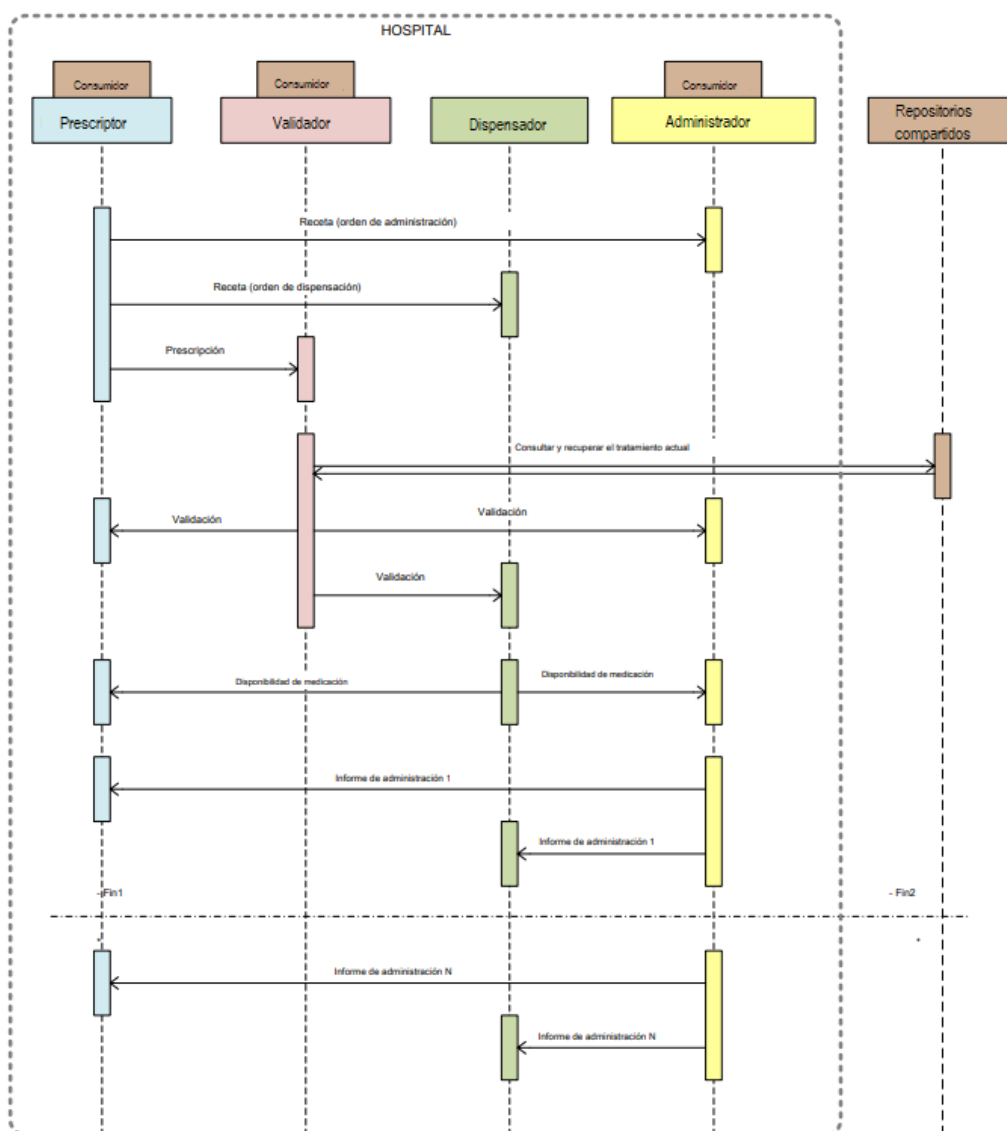 HOSPITAL
Consumidor
Consumidor
Consumidor
Prescriptor
Validador
Dispensador
Administrador
Repositorios
compartidos
Receta (orden de administración)
Receta (orden de dispensación)
Prescripción
Consultar y recuperar el tratamiento actual
Validación
Validación
Validación
Disponibilidad de medicación
Disponibilidad de medicación
Informe de administración 1
Informe de administración 1
- Fin1
- Fin2
Informe de administración N
Informe de administración N